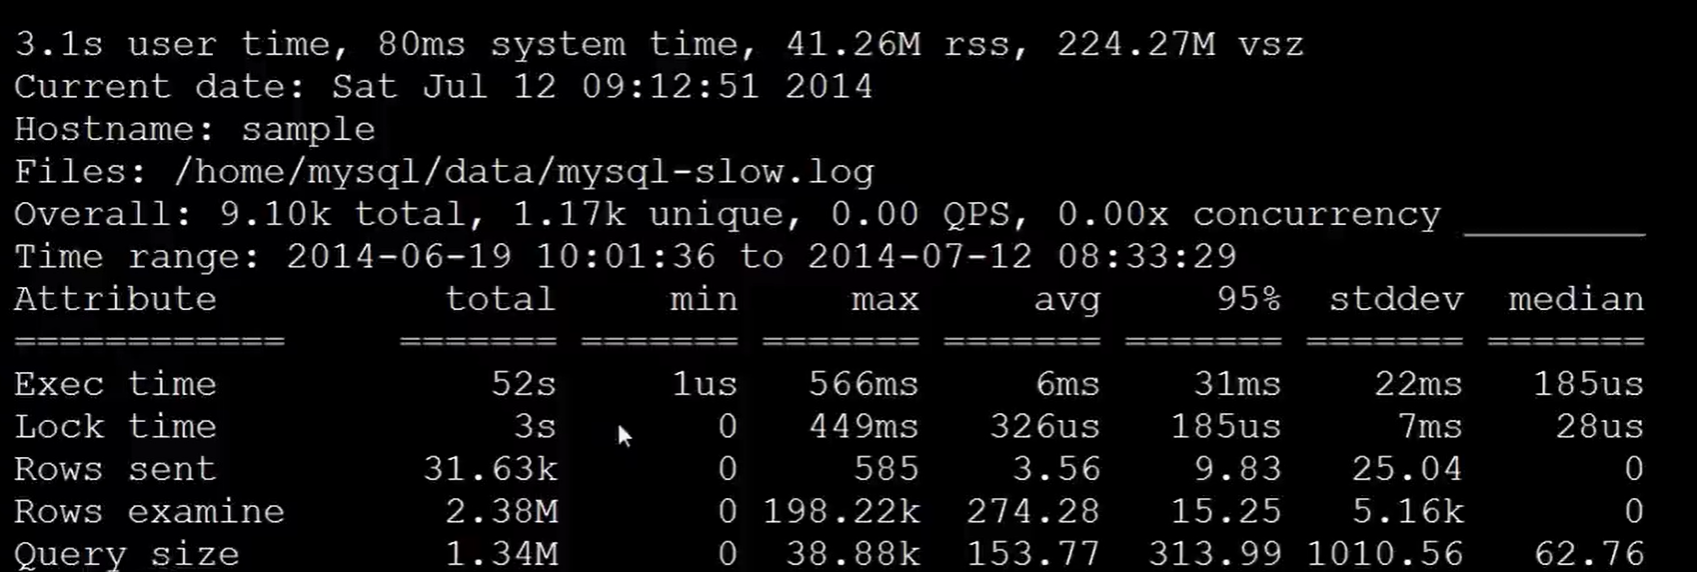 3.1s user time, 80ms system time, 41.26M rss, 224.27M vsz
Current date: Sat Jul 12 09:12:51 2014
Hostname: sample
Files: /home/mysql/data/mysql-slow.log
Overall: 9.10k total, 1.17k unique, 0.00 QPS, 0.00x concurrency ________
Time range: 2014-06-19 10:01:36 to 2014-07-12 08:33:29
Attribute          total     min     max     avg     95%  stddev  median
============     ======= ======= ======= ======= ======= ======= =======
Exec time            52s     1us   566ms     6ms    31ms    22ms   185us
Lock time             3s       0   449ms   326us   185us     7ms    28us
Rows sent         31.63k       0     585    3.56    9.83   25.04       0
Rows examine       2.38M       0 198.22k  274.28   15.25   5.16k       0
Query size         1.34M       0  38.88k  153.77  313.99 1010.56   62.76